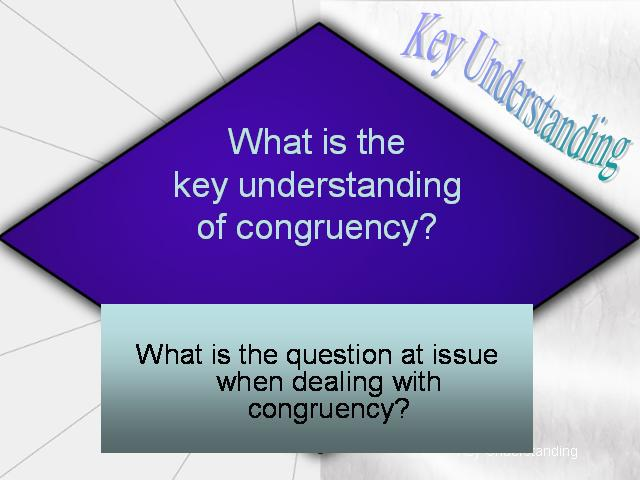 Key Understanding
What is the
key understanding
of congruency?
What is the question at issue
when dealing with
congruency?
Understanding